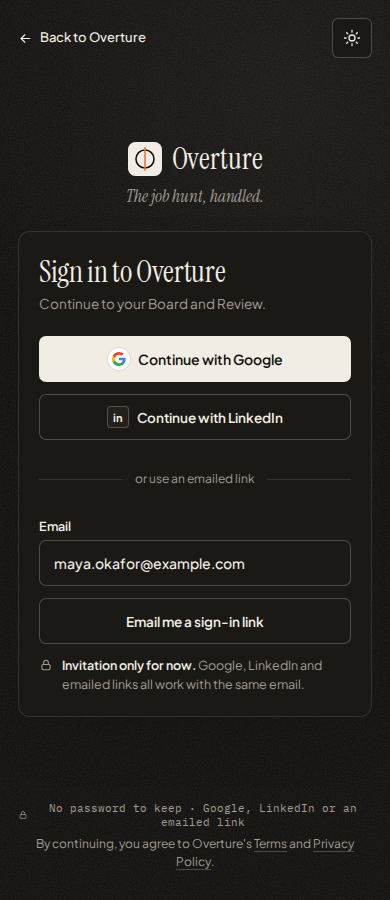 ← Back to Overture
Overture
The job hunt, handled.
Sign in to Overture
Continue to your Board and Review.
Continue with Google
in Continue with LinkedIn
or use an emailed link
Email
maya.okafor@example.com
Email me a sign-in link
Invitation only for now. Google, LinkedIn and
emailed links all work with the same email.
No password to keep · Google, LinkedIn or an
emailed link
By continuing, you agree to Overture's Terms and Privacy
Policy.